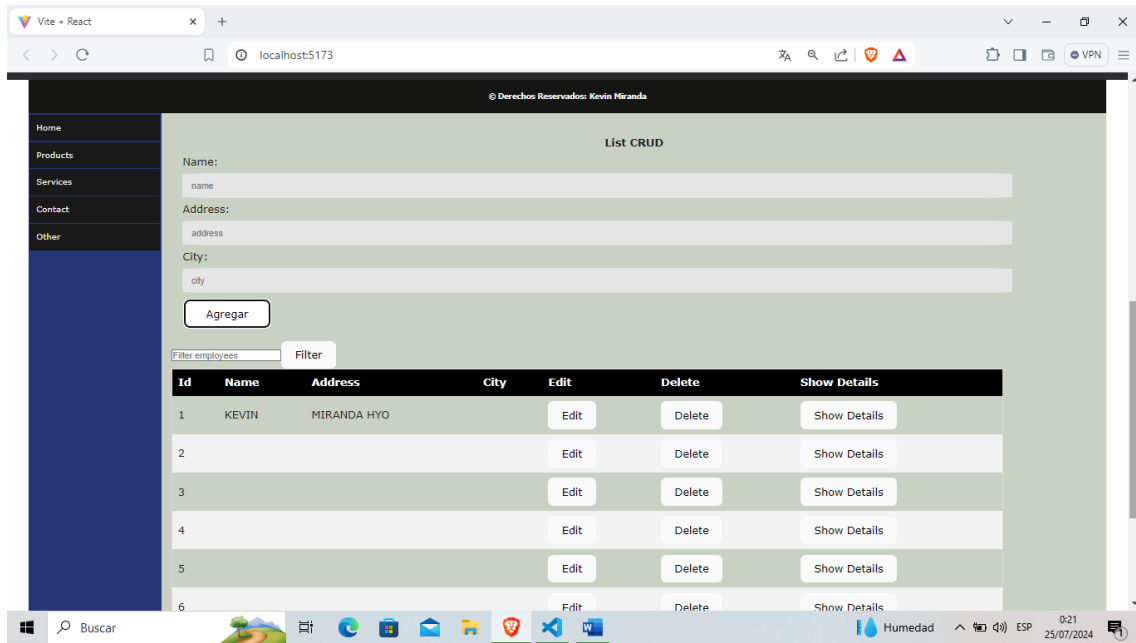 Vite + React
localhost:5173
VPN
© Derechos Reservados: Kevin Miranda
Home
Products
Services
Contact
Other
List CRUD
Name:
name
Address:
address
City:
city
Agregar
Filter employees Filter
Id Name Address City Edit Delete Show Details
1 KEVIN MIRANDA HYO Edit Delete Show Details
2 Edit Delete Show Details
3 Edit Delete Show Details
4 Edit Delete Show Details
5 Edit Delete Show Details
6 Edit Delete Show Details
Buscar Humedad ESP 0:21
25/07/2024